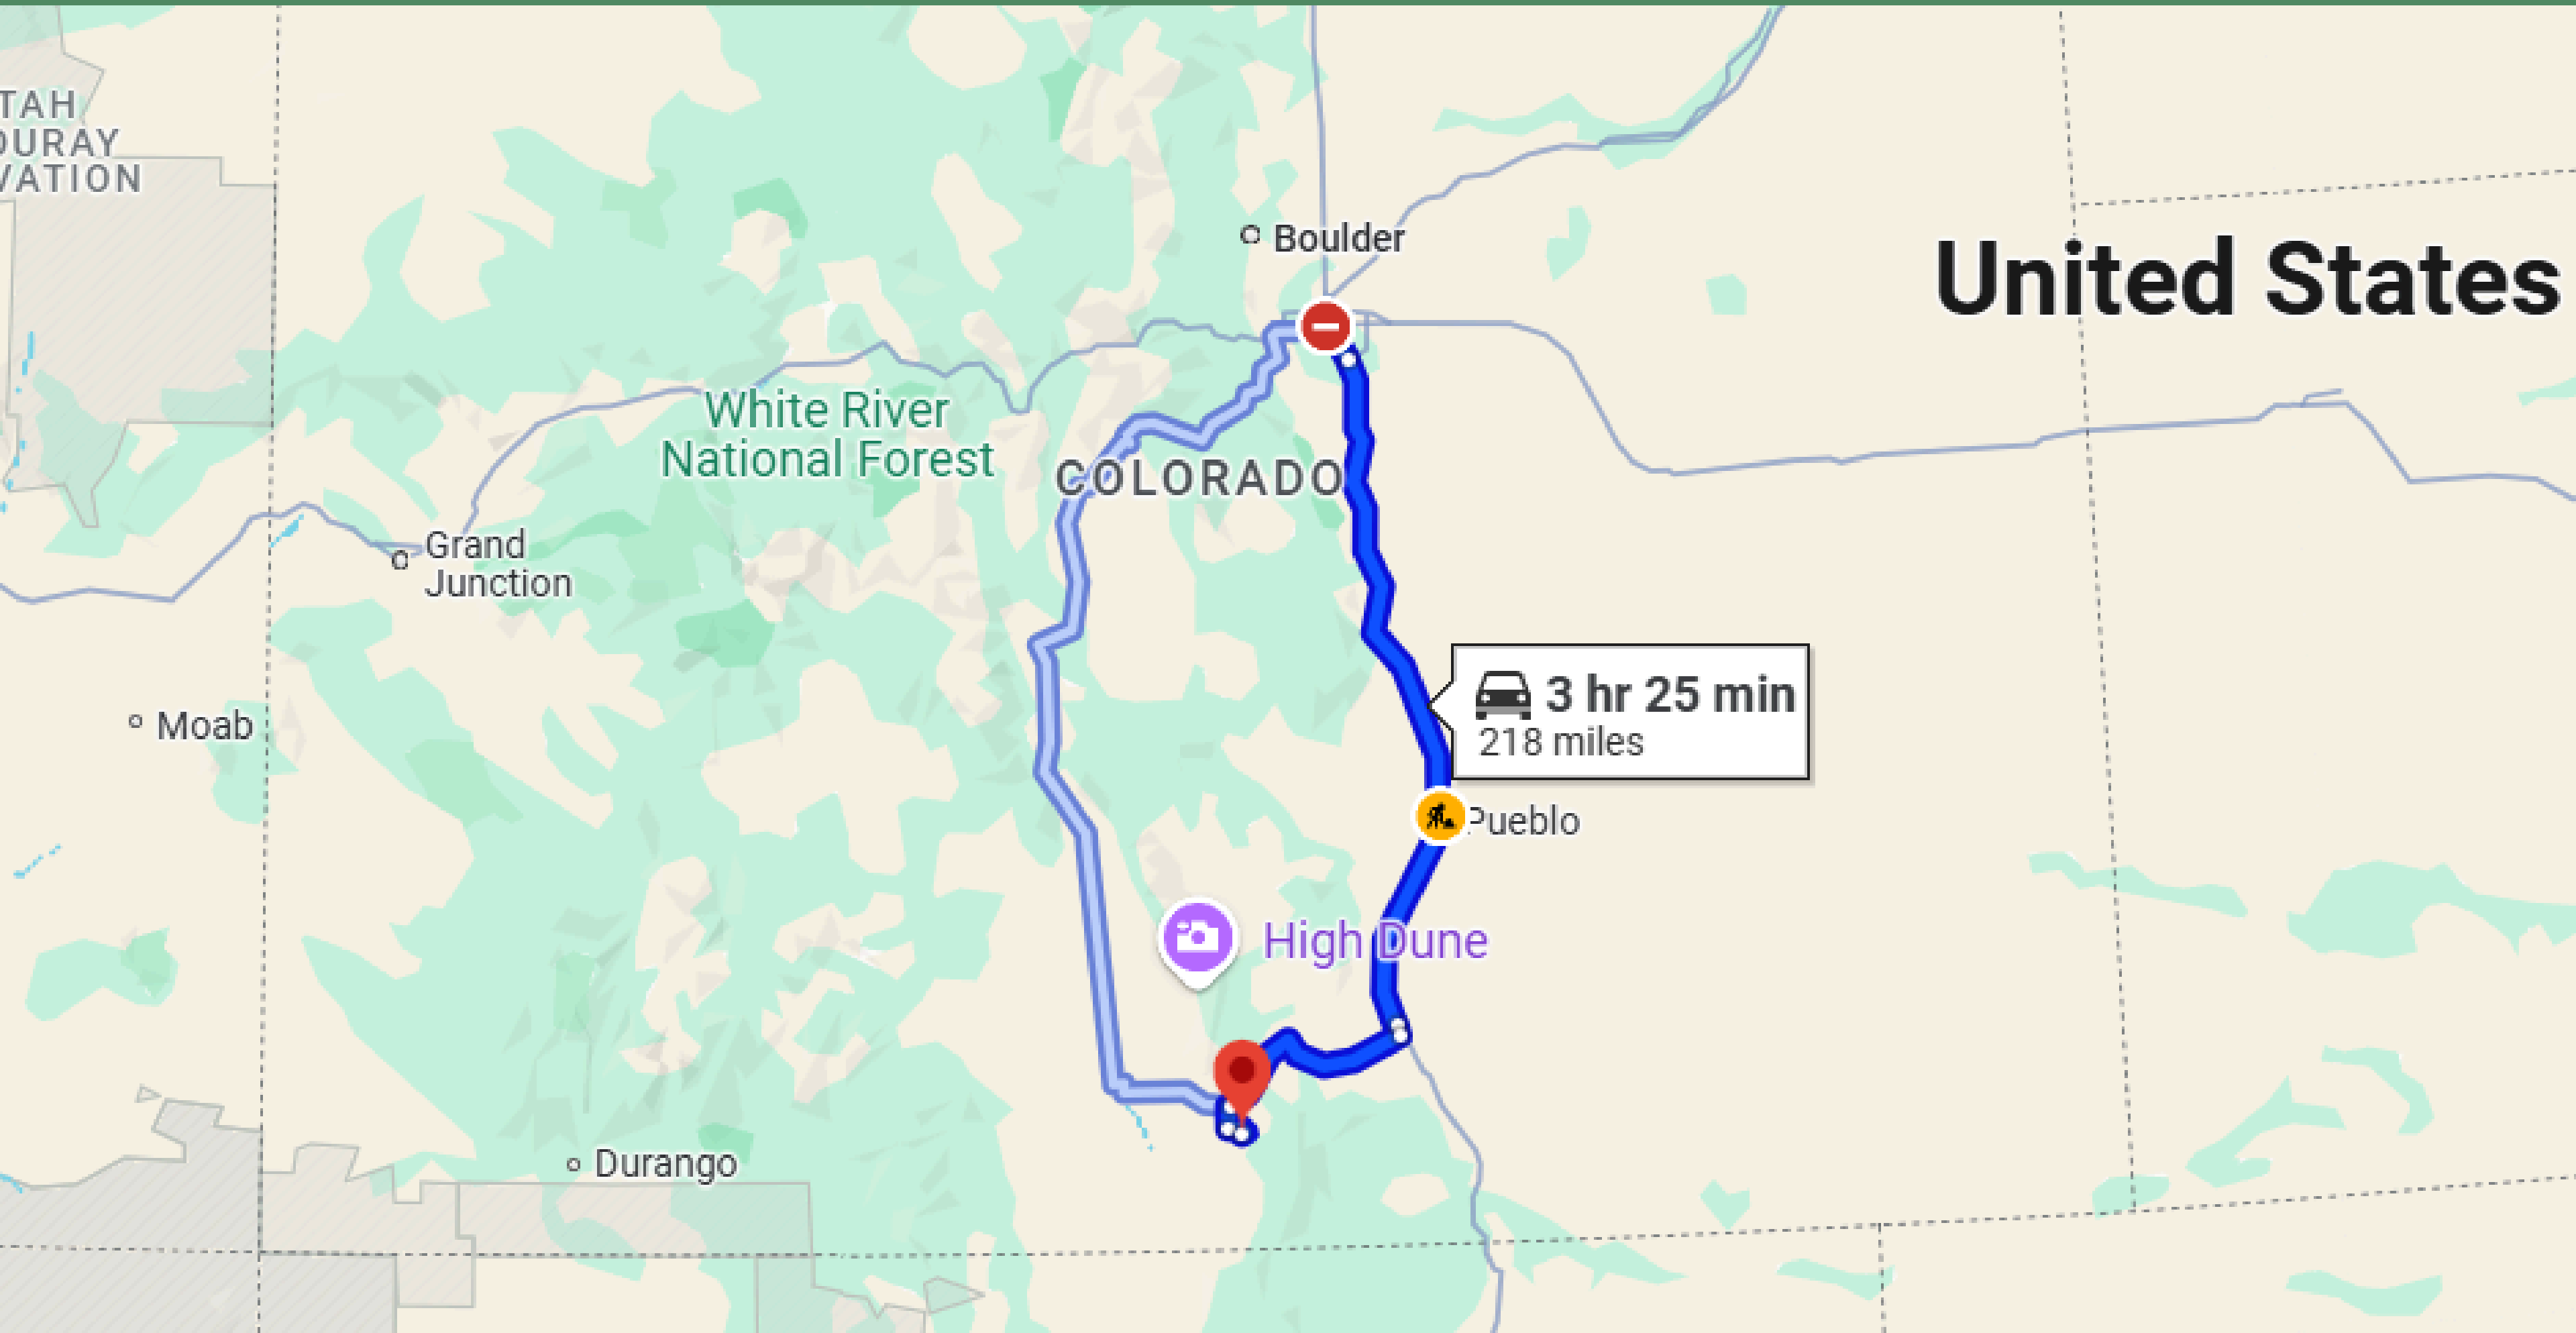 TAH
OURAY
VATION
Boulder
United States
White River
National Forest
COLORADO
Grand
Junction
3 hr 25 min
218 miles
Moab
Pueblo
High Dune
Durango